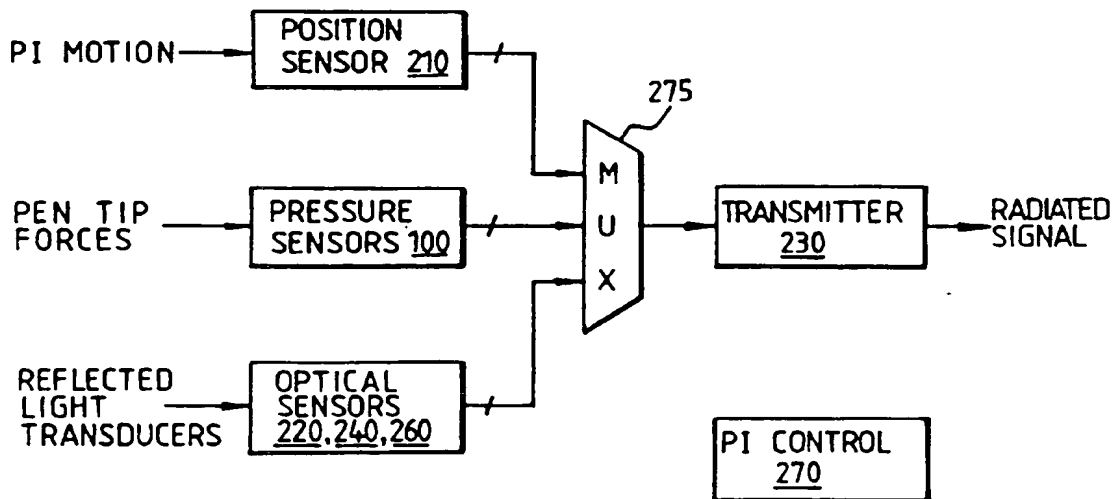 PI MOTION
POSITION
SENSOR 210
275
PEN TIP
FORCES
PRESSURE
SENSORS 100
M
U
X
TRANSMITTER
230
RADIATED
SIGNAL
REFLECTED
LIGHT
TRANSDUCERS
OPTICAL
SENSORS
220, 240, 260
PI CONTROL
270